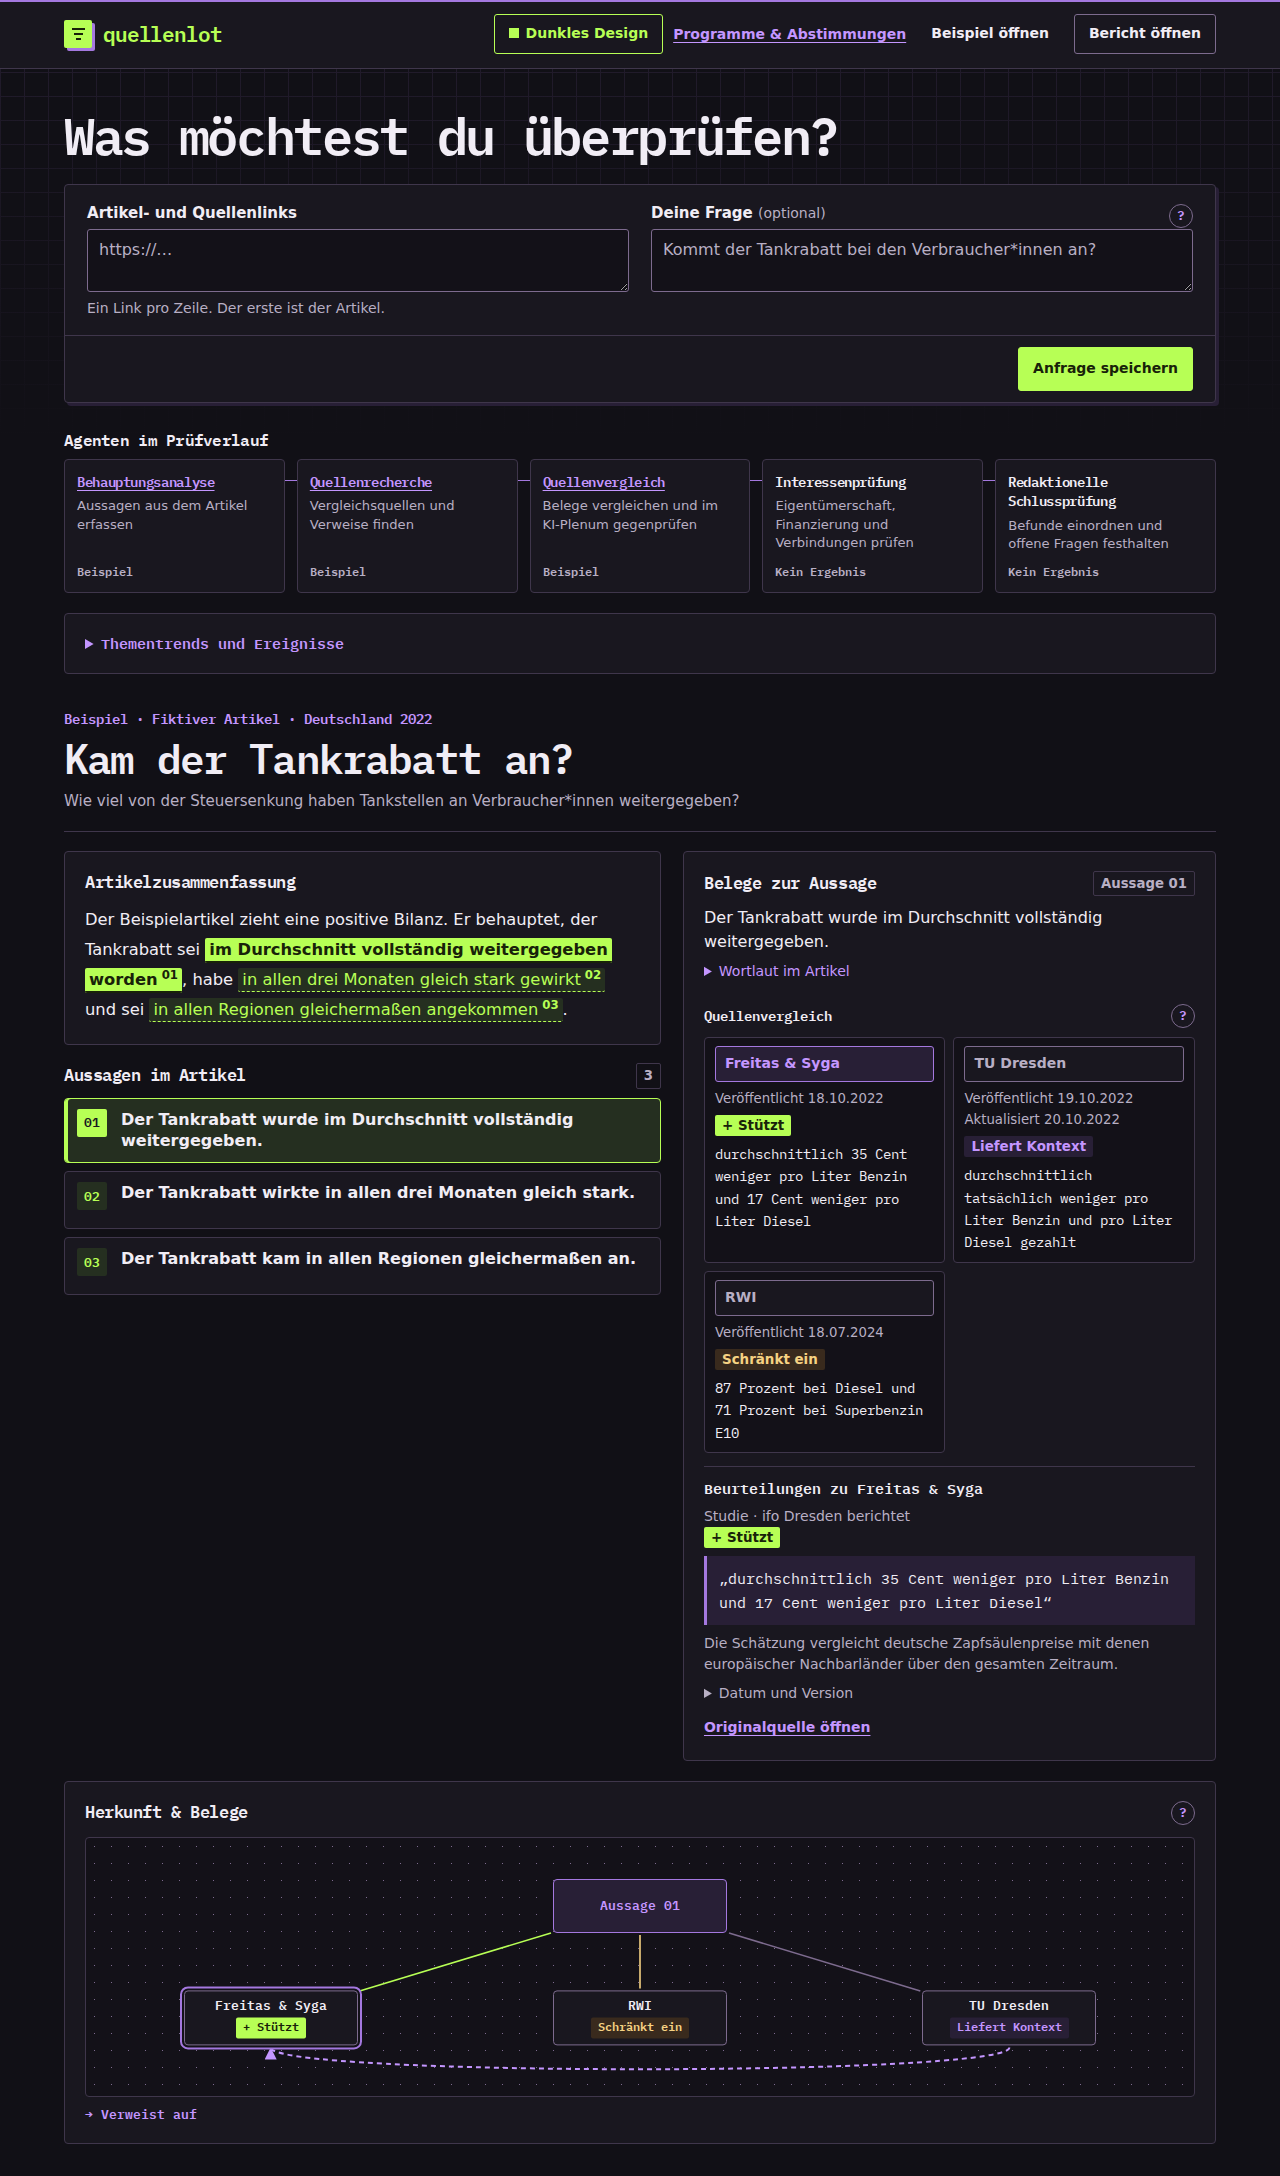 quellenlot
Dunkles Design
Programme & Abstimmungen
Beispiel öffnen
Bericht öffnen
Was möchtest du überprüfen?
Artikel- und Quellenlinks
https://…
Ein Link pro Zeile. Der erste ist der Artikel.
Deine Frage (optional)
?
Kommt der Tankrabatt bei den Verbraucher*innen an?
Anfrage speichern
Agenten im Prüfverlauf
Behauptungsanalyse
Aussagen aus dem Artikel
erfassen
Beispiel
Quellenrecherche
Vergleichsquellen und
Verweise finden
Beispiel
Quellenvergleich
Belege vergleichen und im
KI-Plenum gegenprüfen
Beispiel
Interessenprüfung
Eigentümerschaft,
Finanzierung und
Verbindungen prüfen
Kein Ergebnis
Redaktionelle
Schlussprüfung
Befunde einordnen und
offene Fragen festhalten
Kein Ergebnis
▶ Thementrends und Ereignisse
Beispiel · Fiktiver Artikel · Deutschland 2022
Kam der Tankrabatt an?
Wie viel von der Steuersenkung haben Tankstellen an Verbraucher*innen weitergegeben?
Artikelzusammenfassung
Der Beispielartikel zieht eine positive Bilanz. Er behauptet, der
Tankrabatt sei im Durchschnitt vollständig weitergegeben
worden 01, habe in allen drei Monaten gleich stark gewirkt 02
und sei in allen Regionen gleichermaßen angekommen 03.
Aussagen im Artikel
3
01
Der Tankrabatt wurde im Durchschnitt vollständig
weitergegeben.
02
Der Tankrabatt wirkte in allen drei Monaten gleich stark.
03
Der Tankrabatt kam in allen Regionen gleichermaßen an.
Belege zur Aussage
Aussage 01
Der Tankrabatt wurde im Durchschnitt vollständig
weitergegeben.
▶ Wortlaut im Artikel
Quellenvergleich
?
Freitas & Syga
Veröffentlicht 18.10.2022
+ Stützt
durchschnittlich 35 Cent
weniger pro Liter Benzin
und 17 Cent weniger pro
Liter Diesel
TU Dresden
Veröffentlicht 19.10.2022
Aktualisiert 20.10.2022
Liefert Kontext
durchschnittlich
tatsächlich weniger pro
Liter Benzin und pro Liter
Diesel gezahlt
RWI
Veröffentlicht 18.07.2024
Schränkt ein
87 Prozent bei Diesel und
71 Prozent bei Superbenzin
E10
Beurteilungen zu Freitas & Syga
Studie · ifo Dresden berichtet
+ Stützt
„durchschnittlich 35 Cent weniger pro Liter Benzin
und 17 Cent weniger pro Liter Diesel“
Die Schätzung vergleicht deutsche Zapfsäulenpreise mit denen
europäischer Nachbarländer über den gesamten Zeitraum.
▶ Datum und Version
Originalquelle öffnen
Herkunft & Belege
?
Aussage 01
Freitas & Syga
+ Stützt
RWI
Schränkt ein
TU Dresden
Liefert Kontext
→ Verweist auf